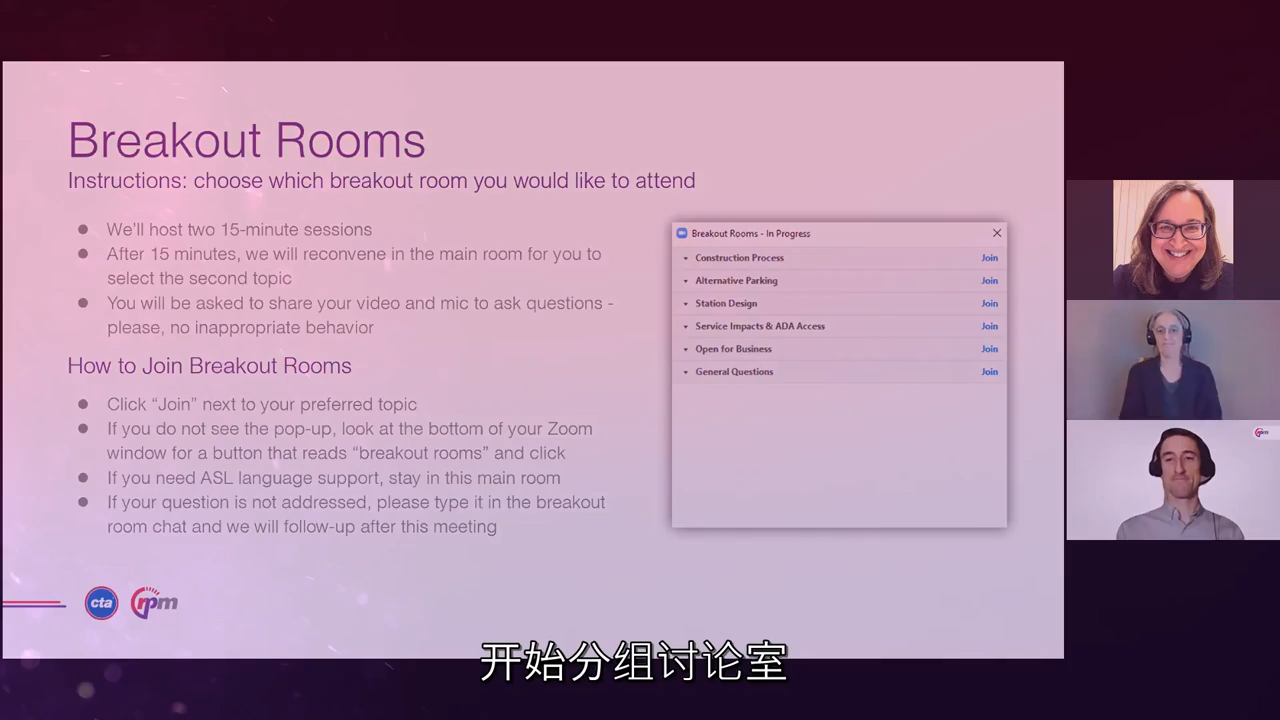 Breakout Rooms
Instructions: choose which breakout room you would like to attend
● We'll host two 15-minute sessions
● After 15 minutes, we will reconvene in the main room for you to
select the second topic
● You will be asked to share your video and mic to ask questions -
please, no inappropriate behavior
How to Join Breakout Rooms
● Click “Join” next to your preferred topic
● If you do not see the pop-up, look at the bottom of your Zoom
window for a button that reads “breakout rooms” and click
● If you need ASL language support, stay in this main room
● If your question is not addressed, please type it in the breakout
room chat and we will follow-up after this meeting
Breakout Rooms - In Progress
Construction Process Join
Alternative Parking Join
Station Design Join
Service Impacts & ADA Access Join
Open for Business Join
General Questions Join
cta rpm
rpm
开始分组讨论室